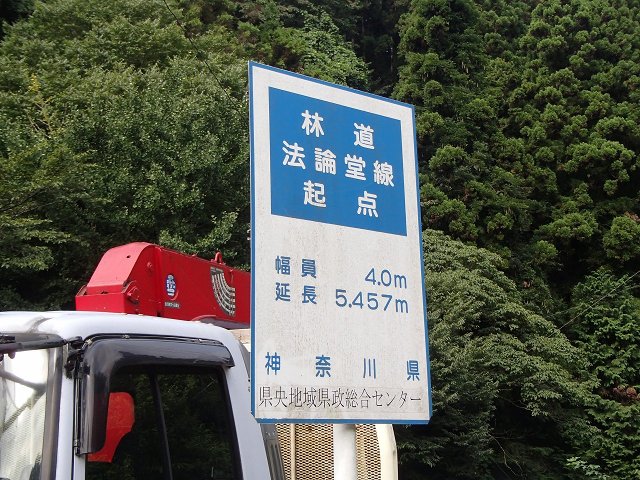 林道
法論堂線
起点
幅員 4.0m
延長 5,457m
神奈川県
県央地域県政総合センター